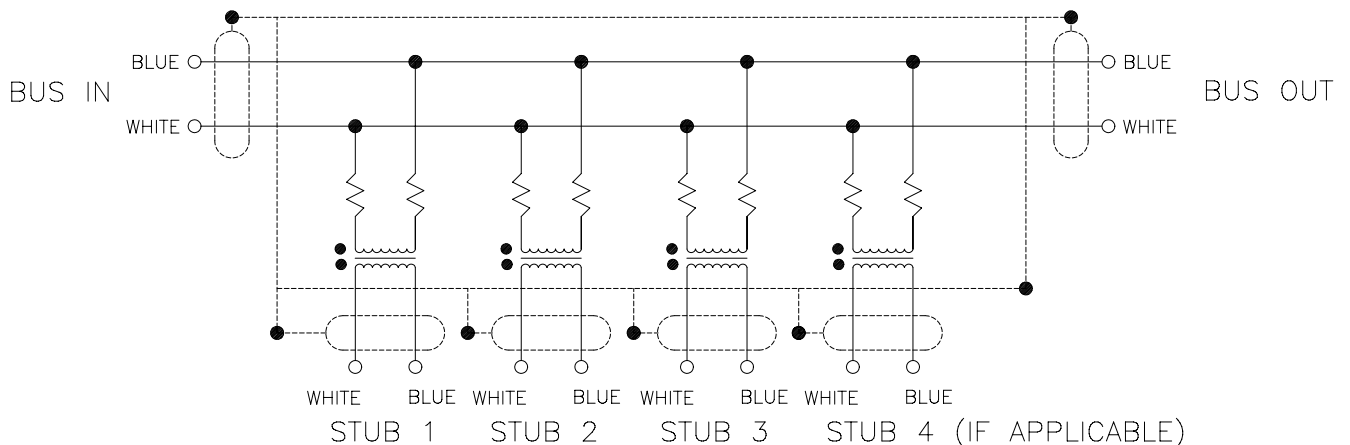 BLUE
BLUE
BUS IN
BUS OUT
WHITE
WHITE
WHITE BLUE WHITE BLUE WHITE BLUE WHITE BLUE
STUB 1 STUB 2 STUB 3 STUB 4 (IF APPLICABLE)